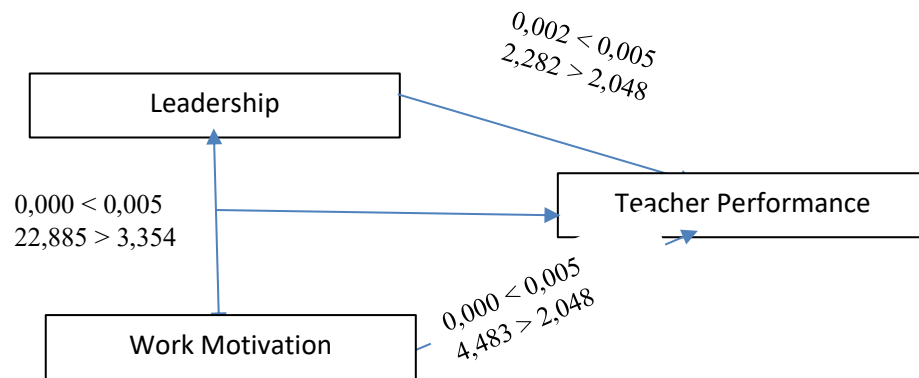 0,002 < 0,005
2,282 > 2,048
Leadership
0,000 < 0,005
22,885 > 3,354
Teacher Performance
0,000 < 0,005
4,483 > 2,048
Work Motivation